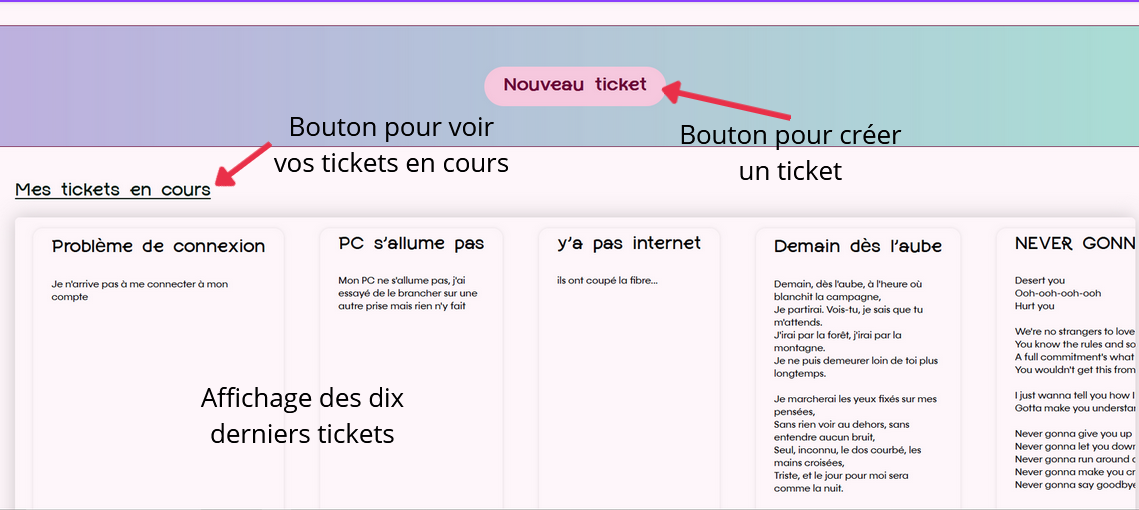 Nouveau ticket
Bouton pour voir
vos tickets en cours
Bouton pour créer
un ticket
Mes tickets en cours
Problème de connexion
Je n'arrive pas à me connecter à mon
compte
PC s'allume pas
Mon PC ne s'allume pas, j'ai
essayé de le brancher sur une
autre prise mais rien n'y fait
y'a pas internet
ils ont coupé la fibre...
Demain dès l'aube
Demain, dès l'aube, à l'heure où
blanchit la campagne,
Je partirai. Vois-tu, je sais que tu
m'attends.
J'irai par la forêt, j'irai par la
montagne.
Je ne puis demeurer loin de toi plus
longtemps.
Je marcherai les yeux fixés sur mes
pensées,
Sans rien voir au dehors, sans
entendre aucun bruit,
Seul, inconnu, le dos courbé, les
mains croisées,
Triste, et le jour pour moi sera
comme la nuit.
NEVER GONN
Desert you
Ooh-ooh-ooh-ooh
Hurt you
We're no strangers to love
You know the rules and so
A full commitment's what
You wouldn't get this from
I just wanna tell you how I
Gotta make you understa
Never gonna give you up
Never gonna let you down
Never gonna run around
Never gonna make you cr
Never gonna say goodbye
Affichage des dix
derniers tickets